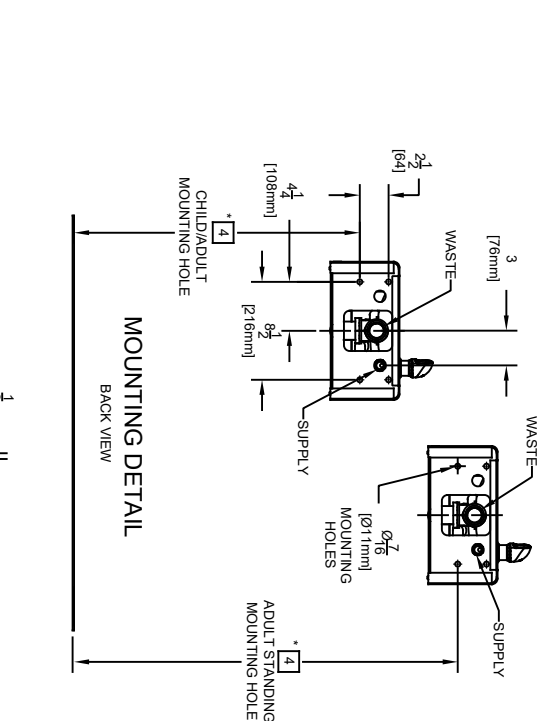 WASTE
3
[76mm]
WASTE
2 1/2
[64]
4 1/4
[108mm]
8 1/2
[216mm]
SUPPLY
SUPPLY
Ø 7/16
[Ø11mm]
MOUNTING
HOLES
* 4
CHILD/ADULT
MOUNTING HOLE
* 4
ADULT STANDING
MOUNTING HOLE
MOUNTING DETAIL
BACK VIEW